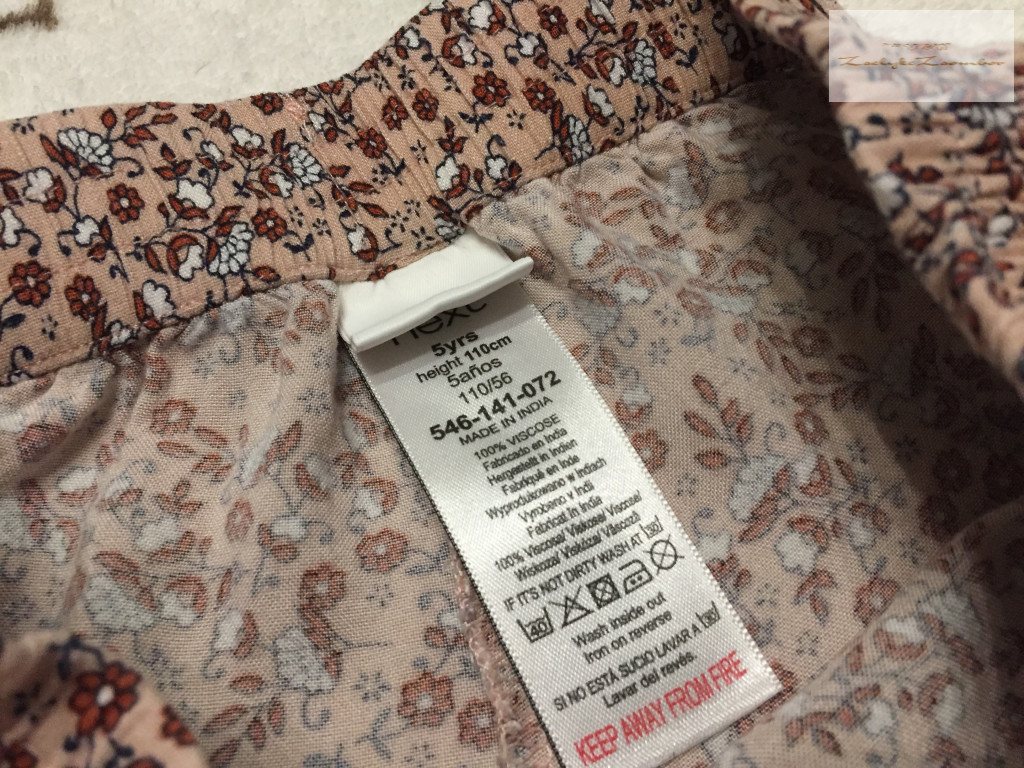 next
5yrs
height 110cm
5años
110/56
546-141-072
MADE IN INDIA
100% VISCOSE
Fabricado en India
Hergestellt in Indien
Fabriqué en Inde
Wyprodukowano w Indiach
Vyrobeno v Indii
Fabricat în India
100% Viscosa/ Viskose/ Viscose/
Wiskoza/ Viskóza/ Vâscoză
IF IT'S NOT DIRTY WASH AT 30
40
Wash inside out
Iron on reverse
SI NO ESTÁ SUCIO LAVAR A 30
Lavar del revés.
KEEP AWAY FROM FIRE